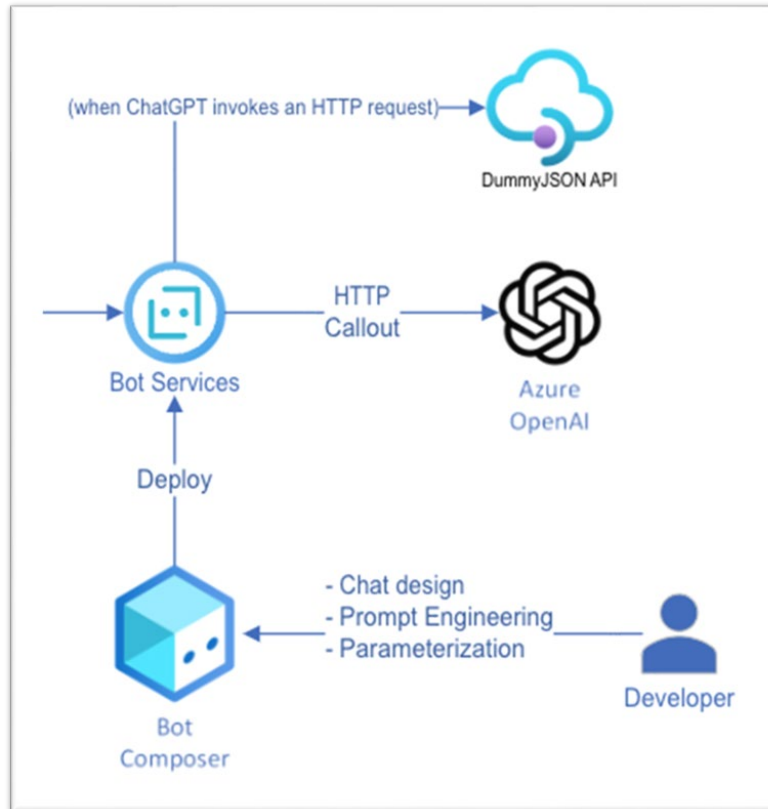 (when ChatGPT invokes an HTTP request)
DummyJSON API
HTTP
Callout
Bot Services
Azure
OpenAI
Deploy
- Chat design
- Prompt Engineering
- Parameterization
Developer
Bot
Composer